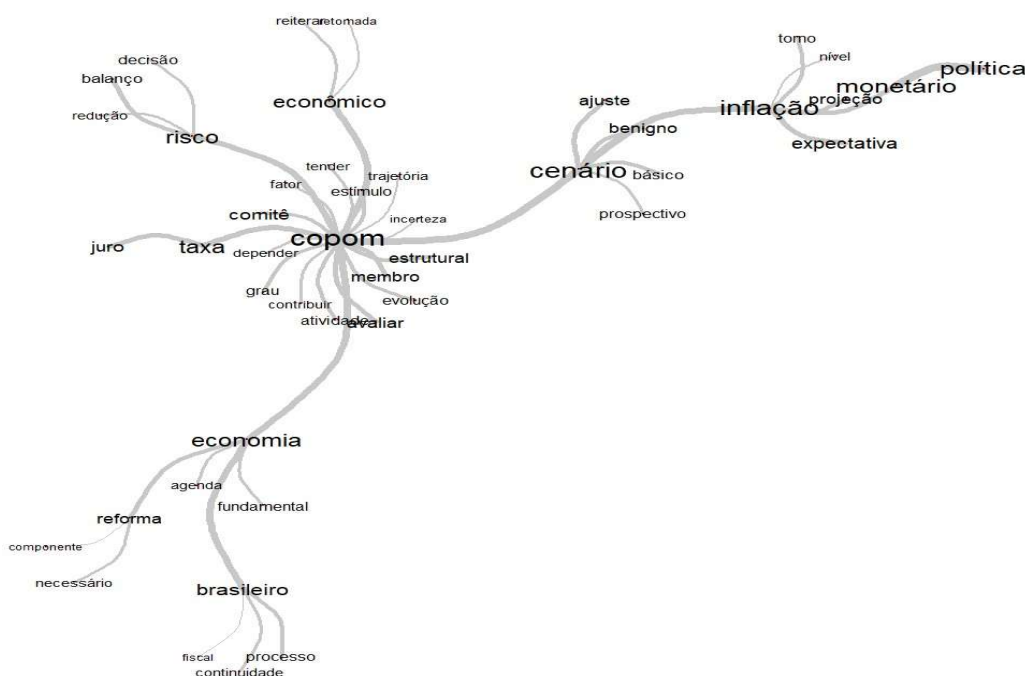 reiterar retomada
torno
decisão
nível
balanço
política
monetário
econômico
ajuste
projeção
inflação
redução
benigno
risco
expectativa
tender
trajetória
cenário
básico
fator
estímulo
comitê
incerteza
prospectivo
copom
juro
taxa
depender
estrutural
membro
grau
contribuir
evolução
atividade
avaliar
economia
agenda
fundamental
reforma
componente
necessário
brasileiro
fiscal
processo
continuidade